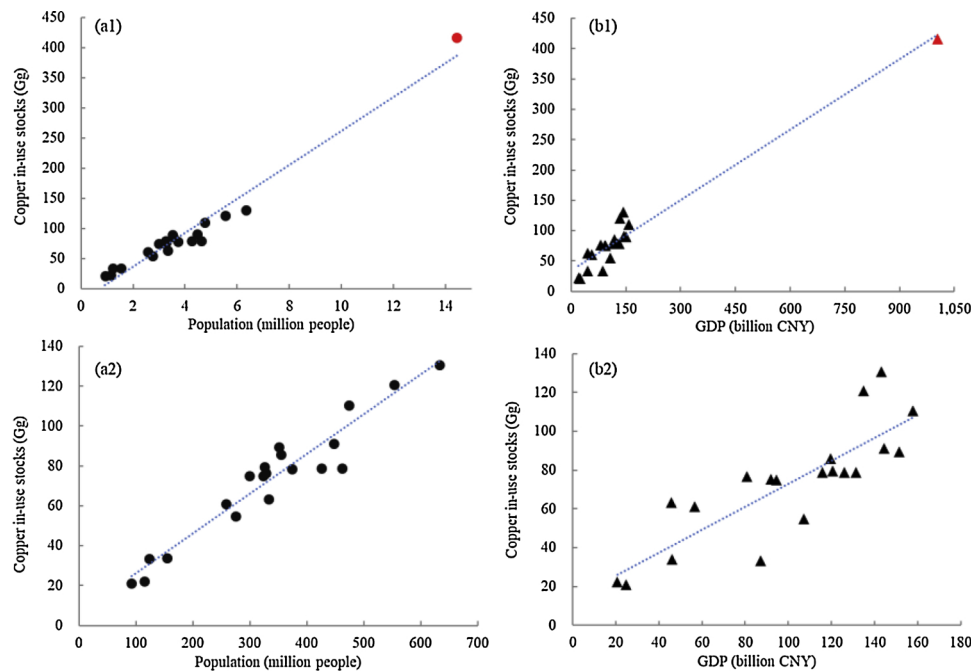 (a1)
450
400
350
300
250
200
150
100
50
0
Copper in-use stocks (Gg)
0 2 4 6 8 10 12 14
Population (million people)
(b1)
450
400
350
300
250
200
150
100
50
0
Copper in-use stocks (Gg)
0 150 300 450 600 750 900 1,050
GDP (billion CNY)
(a2)
140
120
100
80
60
40
20
0
Copper in-use stocks (Gg)
0 100 200 300 400 500 600 700
Population (million people)
(b2)
140
120
100
80
60
40
20
0
Copper in-use stocks (Gg)
0 20 40 60 80 100 120 140 160 180
GDP (billion CNY)